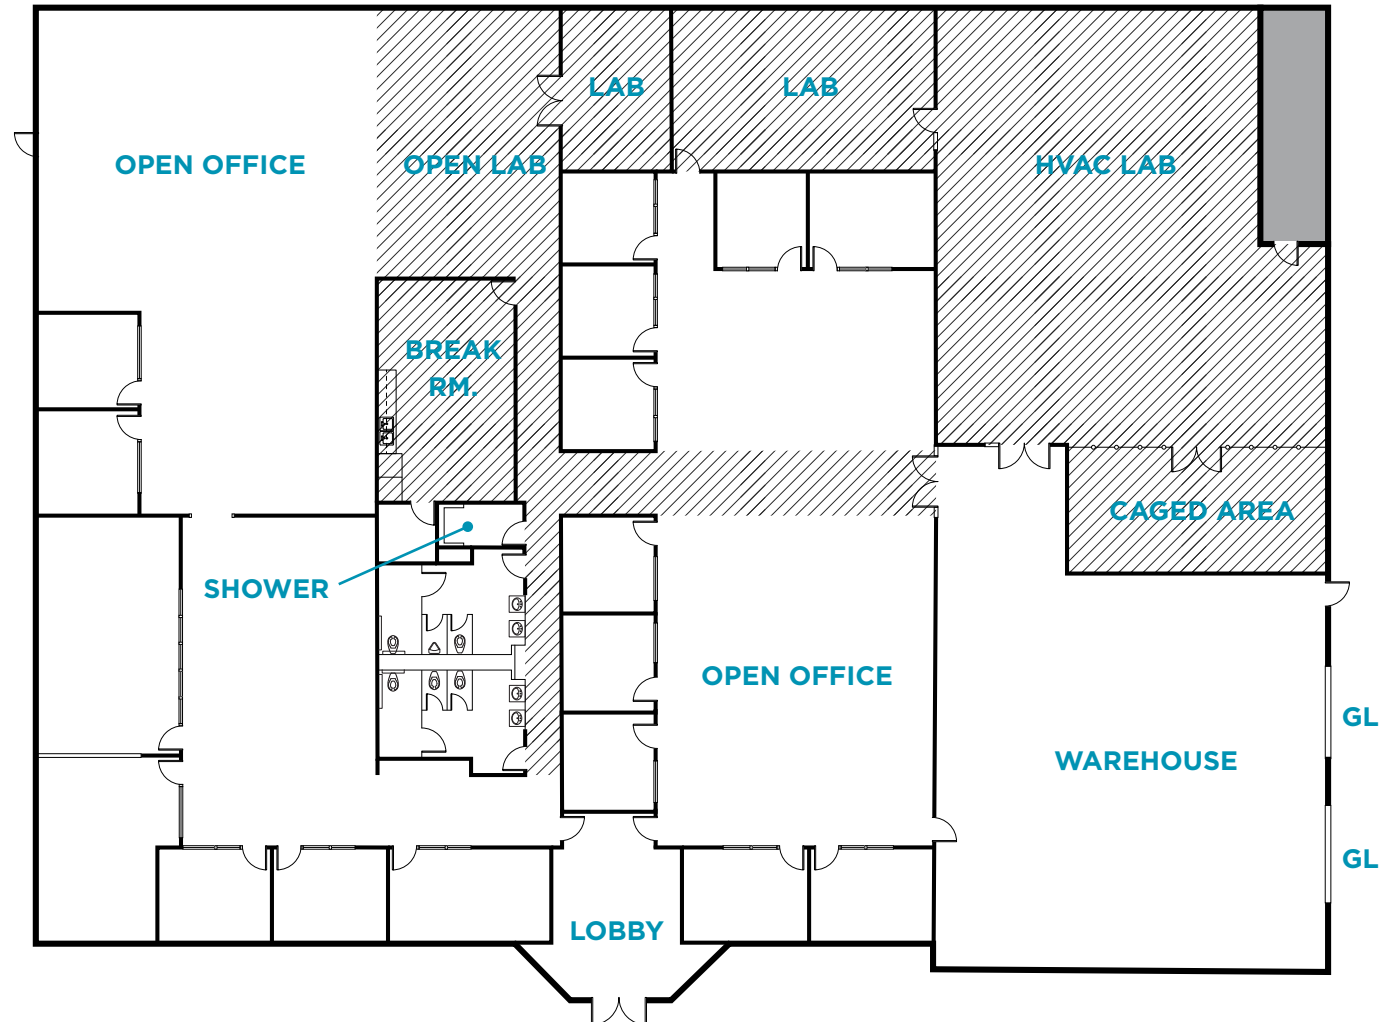 LAB
LAB
OPEN OFFICE
OPEN LAB
HVAC LAB
BREAK
RM.
CAGED AREA
SHOWER
OPEN OFFICE
GL
WAREHOUSE
GL
LOBBY